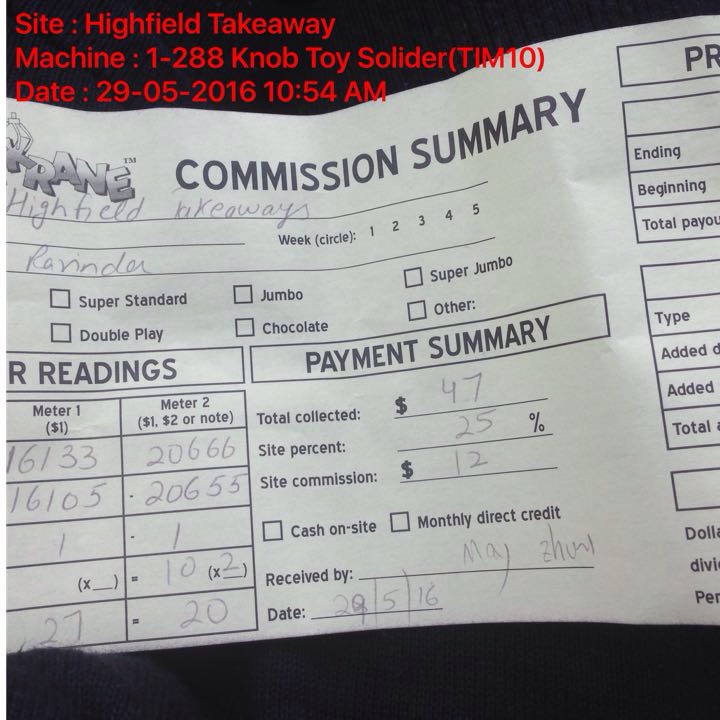 Site : Highfield Takeaway
Machine : 1-288 Knob Toy Solider(TIM10)
Date : 29-05-2016 10:54 AM
KRANE™
COMMISSION SUMMARY
Highfield takeaways
Week (circle): 1 2 3 4 5
Ravinder
Super Standard
Jumbo
Super Jumbo
Double Play
Chocolate
Other:
R READINGS
Meter 1
($1)
Meter 2
($1, $2 or note)
16133
20666
16105
- 20655
1
- 1
(x__)
= 10 (x2)
27
= 20
PAYMENT SUMMARY
Total collected: $ 47
Site percent: 25 %
Site commission: $ 12
Cash on-site
Monthly direct credit
Received by: May
Date: 29/5/16
PR
Ending
Beginning
Total payou
Type
Added d
Added
Total a
Dolla
divi
Per